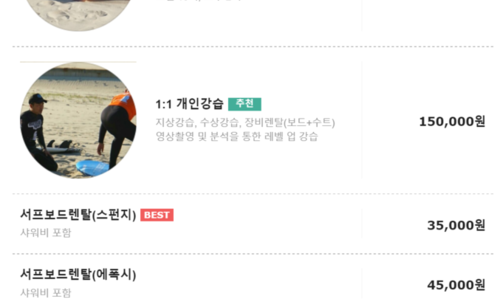 1:1 개인강습 추천
지상강습, 수상강습, 장비렌탈(보드+수트)
영상촬영 및 분석을 통한 레벨 업 강습
150,000원
서프보드렌탈(스펀지) BEST
샤워비 포함
35,000원
서프보드렌탈(에폭시)
샤워비 포함
45,000원